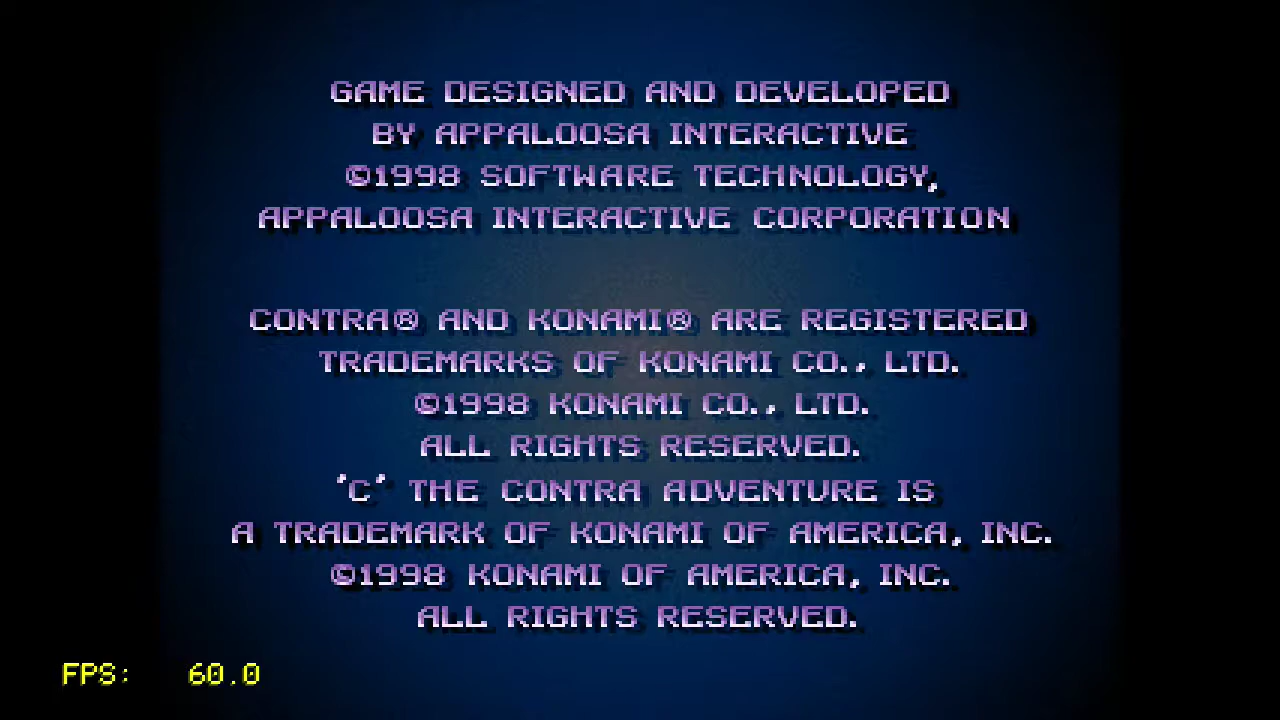 GAME DESIGNED AND DEVELOPED
BY APPALOOSA INTERACTIVE
©1998 SOFTWARE TECHNOLOGY,
APPALOOSA INTERACTIVE CORPORATION
CONTRA® AND KONAMI® ARE REGISTERED
TRADEMARKS OF KONAMI CO., LTD.
©1998 KONAMI CO., LTD.
ALL RIGHTS RESERVED.
'C' THE CONTRA ADVENTURE IS
A TRADEMARK OF KONAMI OF AMERICA, INC.
©1998 KONAMI OF AMERICA, INC.
ALL RIGHTS RESERVED.
FPS: 60.0